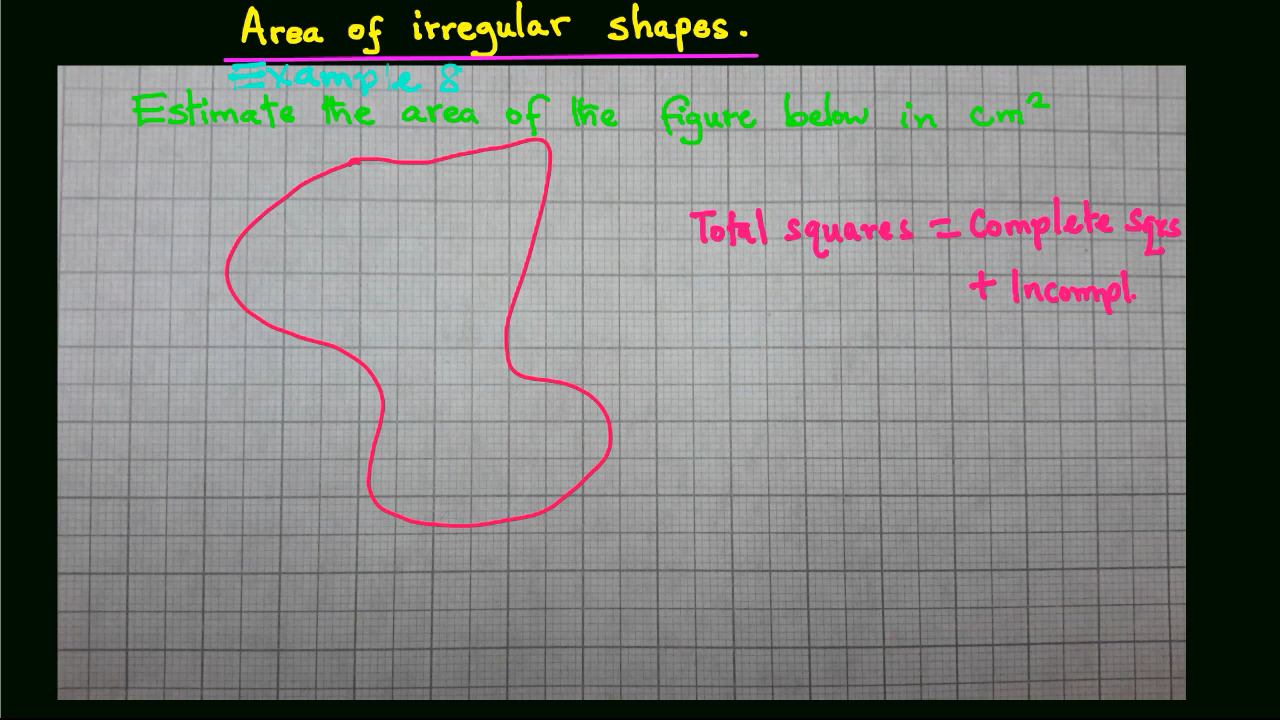 Area of irregular shapes.
Example 8
Estimate the area of the figure below in cm²
Total squares = Complete sqrs
+ Incompl.